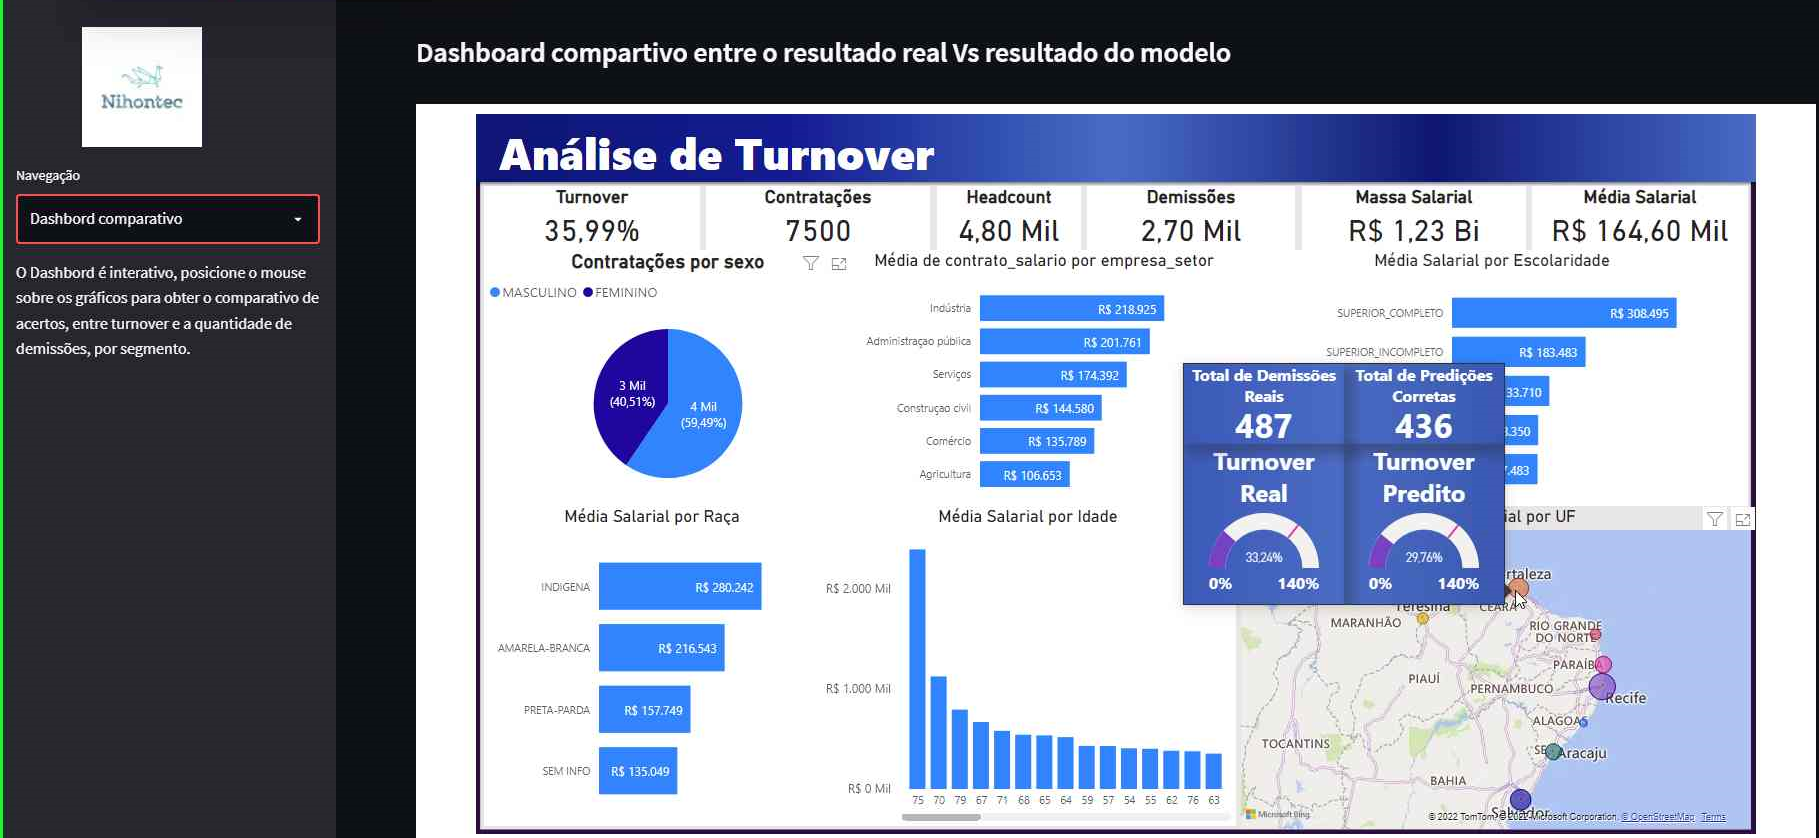 Nihontec
Navegação
Dashbord comparativo
O Dashbord é interativo, posicione o mouse
sobre os gráficos para obter o comparativo de
acertos, entre turnover e a quantidade de
demissões, por segmento.
Dashboard compartivo entre o resultado real Vs resultado do modelo
Análise de Turnover
Turnover
35,99%
Contratações
7500
Headcount
4,80 Mil
Demissões
2,70 Mil
Massa Salarial
R$ 1,23 Bi
Média Salarial
R$ 164,60 Mil
Contratações por sexo
MASCULINO FEMININO
3 Mil
(40,51%)
4 Mil
(59,49%)
Média de contrato_salario por empresa_setor
Indústria R$ 218.925
Administraçao pública R$ 201.761
Serviços R$ 174.392
Construçao civil R$ 144.580
Comércio R$ 135.789
Agricultura R$ 106.653
Média Salarial por Escolaridade
SUPERIOR_COMPLETO R$ 308.495
SUPERIOR_INCOMPLETO R$ 183.483
33.710
.350
.483
Total de Demissões
Reais
487
Total de Predições
Corretas
436
Turnover
Real
33,24%
0% 140%
Turnover
Predito
29,76%
0% 140%
Média Salarial por Raça
INDÍGENA R$ 280.242
AMARELA-BRANCA R$ 216.543
PRETA-PARDA R$ 157.749
SEM INFO R$ 135.049
Média Salarial por Idade
R$ 2.000 Mil
R$ 1.000 Mil
R$ 0 Mil
75 70 79 67 71 68 65 64 59 57 54 55 62 76 63
ial por UF
rtaleza
CEARÁ
Teresina
MARANHÃO
RIO GRANDE
DO NORTE
PARAÍBA
PIAUÍ
PERNAMBUCO
Recife
ALAGOAS
TOCANTINS
SE
Aracaju
BAHIA
Salvador
Microsoft Bing
© 2022 TomTom, © 2022 Microsoft Corporation, © OpenStreetMap Terms